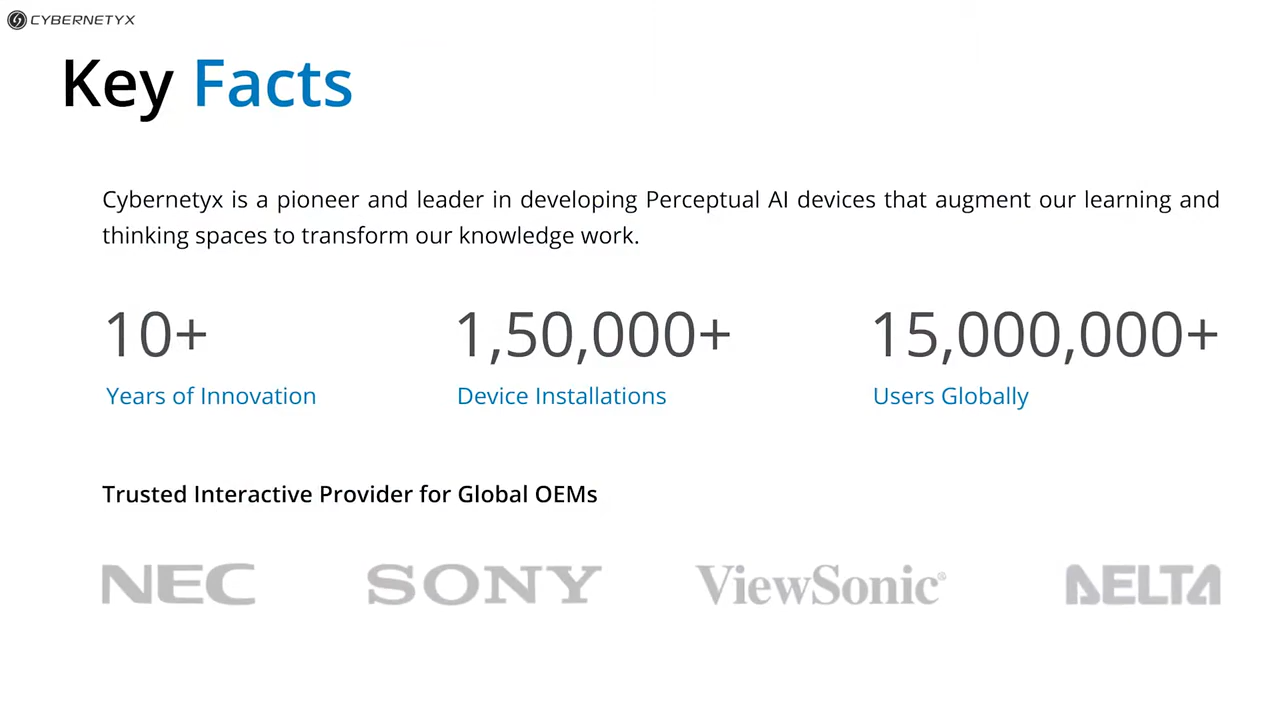 CYBERNETYX
Key Facts
Cybernetyx is a pioneer and leader in developing Perceptual AI devices that augment our learning and
thinking spaces to transform our knowledge work.
10+ 1,50,000+ 15,000,000+
Years of Innovation Device Installations Users Globally
Trusted Interactive Provider for Global OEMs
NEC SONY ViewSonic® DELTA